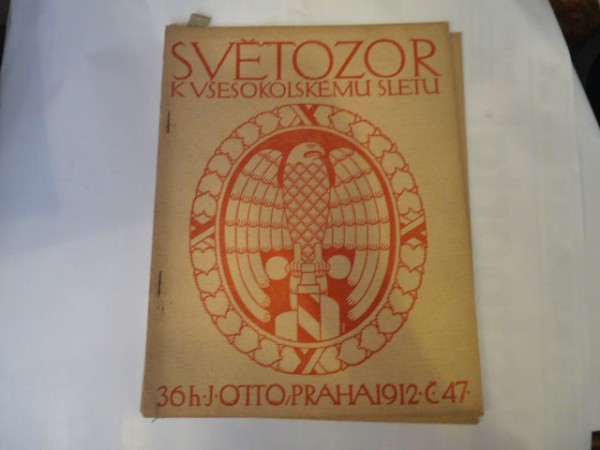 SVĚTOZOR
K VŠESOKOLSKÉMU SLETU
36 h · J · OTTO, PRAHA 1912 · Č. 47 ·